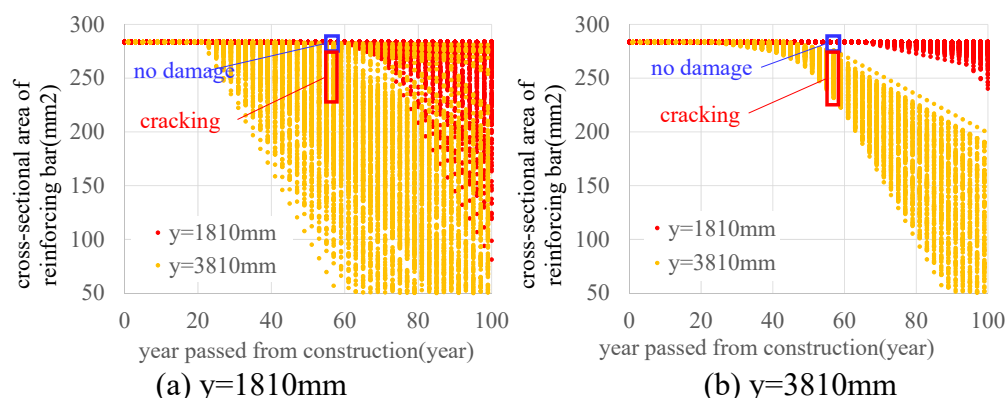 cross-sectional area of
reinforcing bar(mm2)
300
250
200
150
100
50
no damage
cracking
y=1810mm
y=3810mm
0
20
40
60
80
100
year passed from construction(year)
(a) y=1810mm
cross-sectional area of
reinforcing bar(mm2)
300
250
200
150
100
50
no damage
cracking
y=1810mm
y=3810mm
0
20
40
60
80
100
year passed from construction(year)
(b) y=3810mm